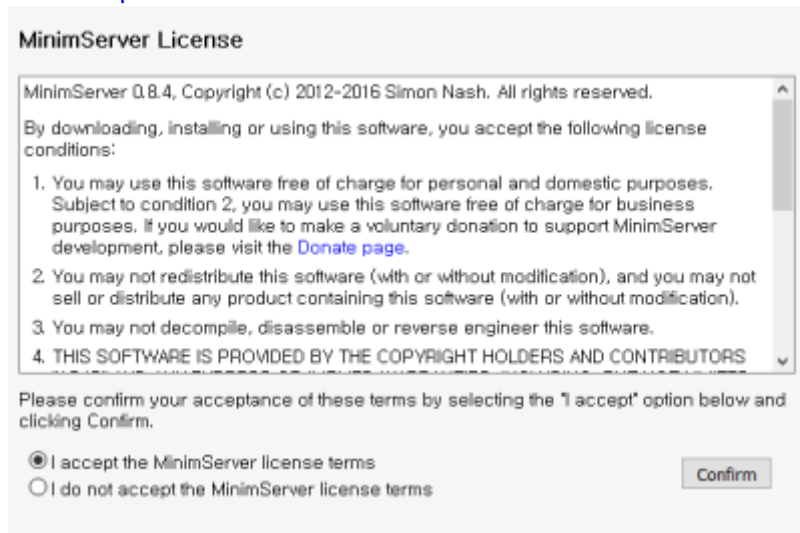 MinimServer License
MinimServer 0.8.4, Copyright (c) 2012-2016 Simon Nash. All rights reserved.
By downloading, installing or using this software, you accept the following license
conditions:
1. You may use this software free of charge for personal and domestic purposes.
Subject to condition 2, you may use this software free of charge for business
purposes. If you would like to make a voluntary donation to support MinimServer
development, please visit the Donate page.
2. You may not redistribute this software (with or without modification), and you may not
sell or distribute any product containing this software (with or without modification).
3. You may not decompile, disassemble or reverse engineer this software.
4. THIS SOFTWARE IS PROVIDED BY THE COPYRIGHT HOLDERS AND CONTRIBUTORS
Please confirm your acceptance of these terms by selecting the "I accept" option below and
clicking Confirm.
I accept the MinimServer license terms
Confirm
I do not accept the MinimServer license terms